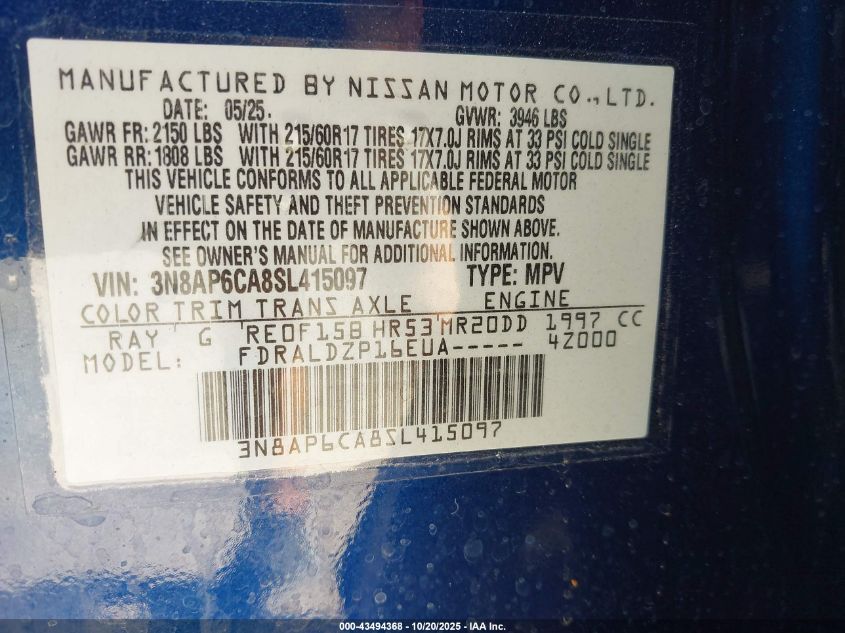 MANUFACTURED BY NISSAN MOTOR CO.,LTD.
DATE: 05/25. GVWR: 3946 LBS
GAWR FR: 2150 LBS WITH 215/60R17 TIRES 17X7.0J RIMS AT 33 PSI COLD SINGLE
GAWR RR: 1808 LBS WITH 215/60R17 TIRES 17X7.0J RIMS AT 33 PSI COLD SINGLE
THIS VEHICLE CONFORMS TO ALL APPLICABLE FEDERAL MOTOR
VEHICLE SAFETY AND THEFT PREVENTION STANDARDS
IN EFFECT ON THE DATE OF MANUFACTURE SHOWN ABOVE.
SEE OWNER'S MANUAL FOR ADDITIONAL INFORMATION.
VIN: 3N8AP6CA8SL415097 TYPE: MPV
COLOR TRIM TRANS AXLE ENGINE
RAY G RE0F15B HR53 MR20DD 1997 CC
MODEL: FDRALDZP16EUA----- 4Z000
3N8AP6CA8SL415097
000-43494368 - 10/20/2025 - IAA Inc.